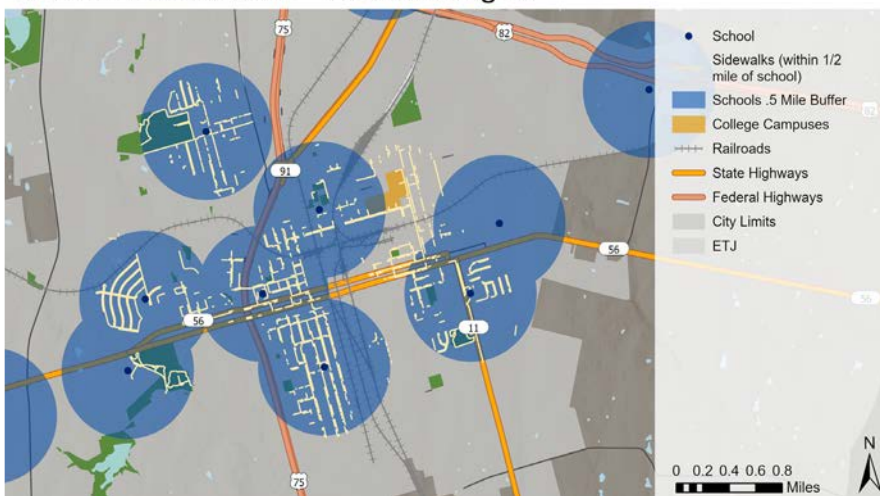 75
82
School
Sidewalks (within 1/2
mile of school)
Schools .5 Mile Buffer
82
College Campuses
Railroads
91
State Highways
Federal Highways
City Limits
ETJ
56
56
56
11
75
N
0 0.2 0.4 0.6 0.8
Miles